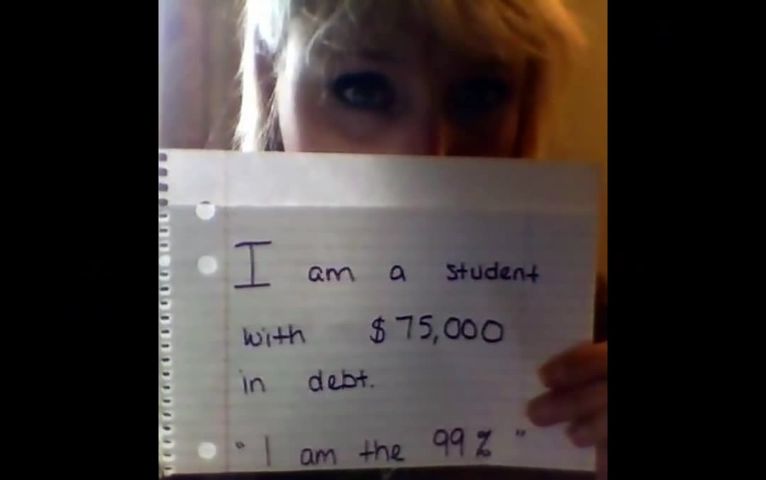 I am a student
with $75,000
in debt.
"I am the 99%"